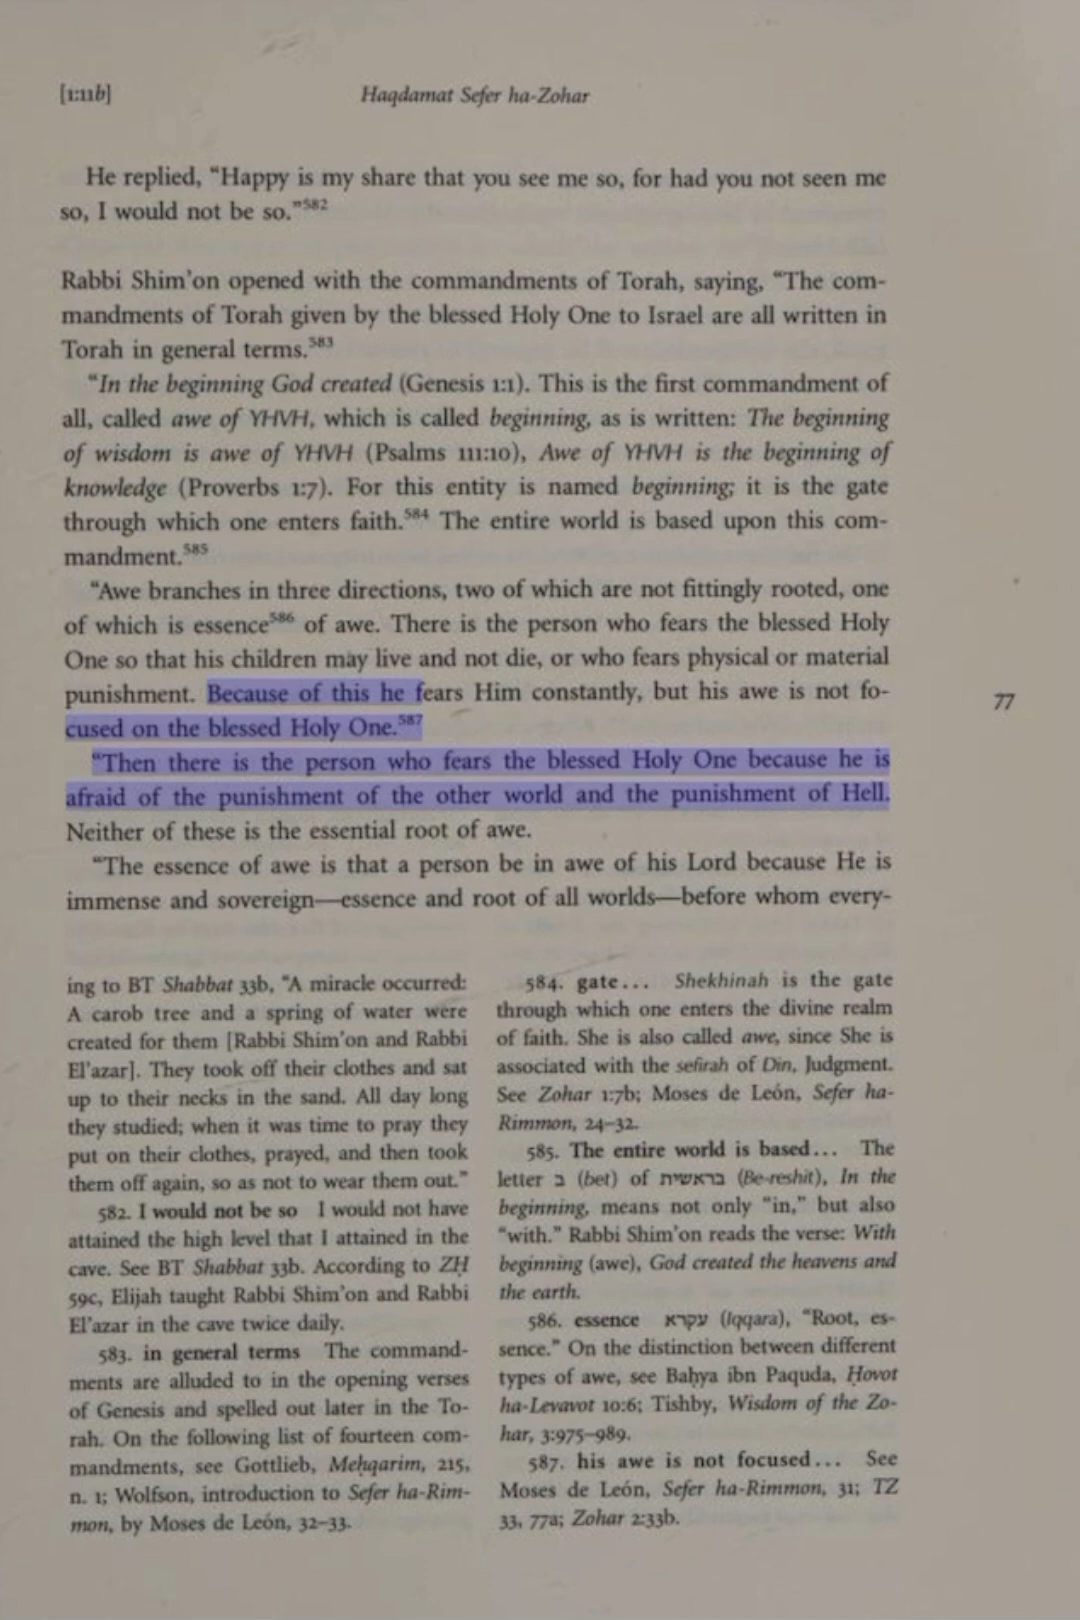 [1:11b]
Haqdamat Sefer ha-Zohar
He replied, “Happy is my share that you see me so, for had you not seen me
so, I would not be so.”582
Rabbi Shim'on opened with the commandments of Torah, saying, “The com-
mandments of Torah given by the blessed Holy One to Israel are all written in
Torah in general terms.583
“In the beginning God created (Genesis 1:1). This is the first commandment of
all, called awe of YHVH, which is called beginning, as is written: The beginning
of wisdom is awe of YHVH (Psalms 111:10), Awe of YHVH is the beginning of
knowledge (Proverbs 1:7). For this entity is named beginning; it is the gate
through which one enters faith.584 The entire world is based upon this com-
mandment.585
“Awe branches in three directions, two of which are not fittingly rooted, one
of which is essence586 of awe. There is the person who fears the blessed Holy
One so that his children may live and not die, or who fears physical or material
punishment. Because of this he fears Him constantly, but his awe is not fo-
cused on the blessed Holy One.587
“Then there is the person who fears the blessed Holy One because he is
afraid of the punishment of the other world and the punishment of Hell.
Neither of these is the essential root of awe.
“The essence of awe is that a person be in awe of his Lord because He is
immense and sovereign—essence and root of all worlds—before whom every-
77
ing to BT Shabbat 33b, “A miracle occurred:
A carob tree and a spring of water were
created for them [Rabbi Shim'on and Rabbi
El'azar]. They took off their clothes and sat
up to their necks in the sand. All day long
they studied; when it was time to pray they
put on their clothes, prayed, and then took
them off again, so as not to wear them out.”
582. I would not be so I would not have
attained the high level that I attained in the
cave. See BT Shabbat 33b. According to ZḤ
59c, Elijah taught Rabbi Shim'on and Rabbi
El'azar in the cave twice daily.
583. in general terms The command-
ments are alluded to in the opening verses
of Genesis and spelled out later in the To-
rah. On the following list of fourteen com-
mandments, see Gottlieb, Meḥqarim, 215,
n. 1; Wolfson, introduction to Sefer ha-Rim-
mon, by Moses de León, 32–33.
584. gate... Shekhinah is the gate
through which one enters the divine realm
of faith. She is also called awe, since She is
associated with the sefirah of Din, Judgment.
See Zohar 1:7b; Moses de León, Sefer ha-
Rimmon, 24–32.
585. The entire world is based... The
letter ב (bet) of בראשית (Be-reshit), In the
beginning, means not only “in,” but also
“with.” Rabbi Shim'on reads the verse: With
beginning (awe), God created the heavens and
the earth.
586. essence עקרא (Iqqara), “Root, es-
sence.” On the distinction between different
types of awe, see Baḥya ibn Paquda, Ḥovot
ha-Levavot 10:6; Tishby, Wisdom of the Zo-
har, 3:975–989.
587. his awe is not focused... See
Moses de León, Sefer ha-Rimmon, 31; TZ
33, 77a; Zohar 2:33b.